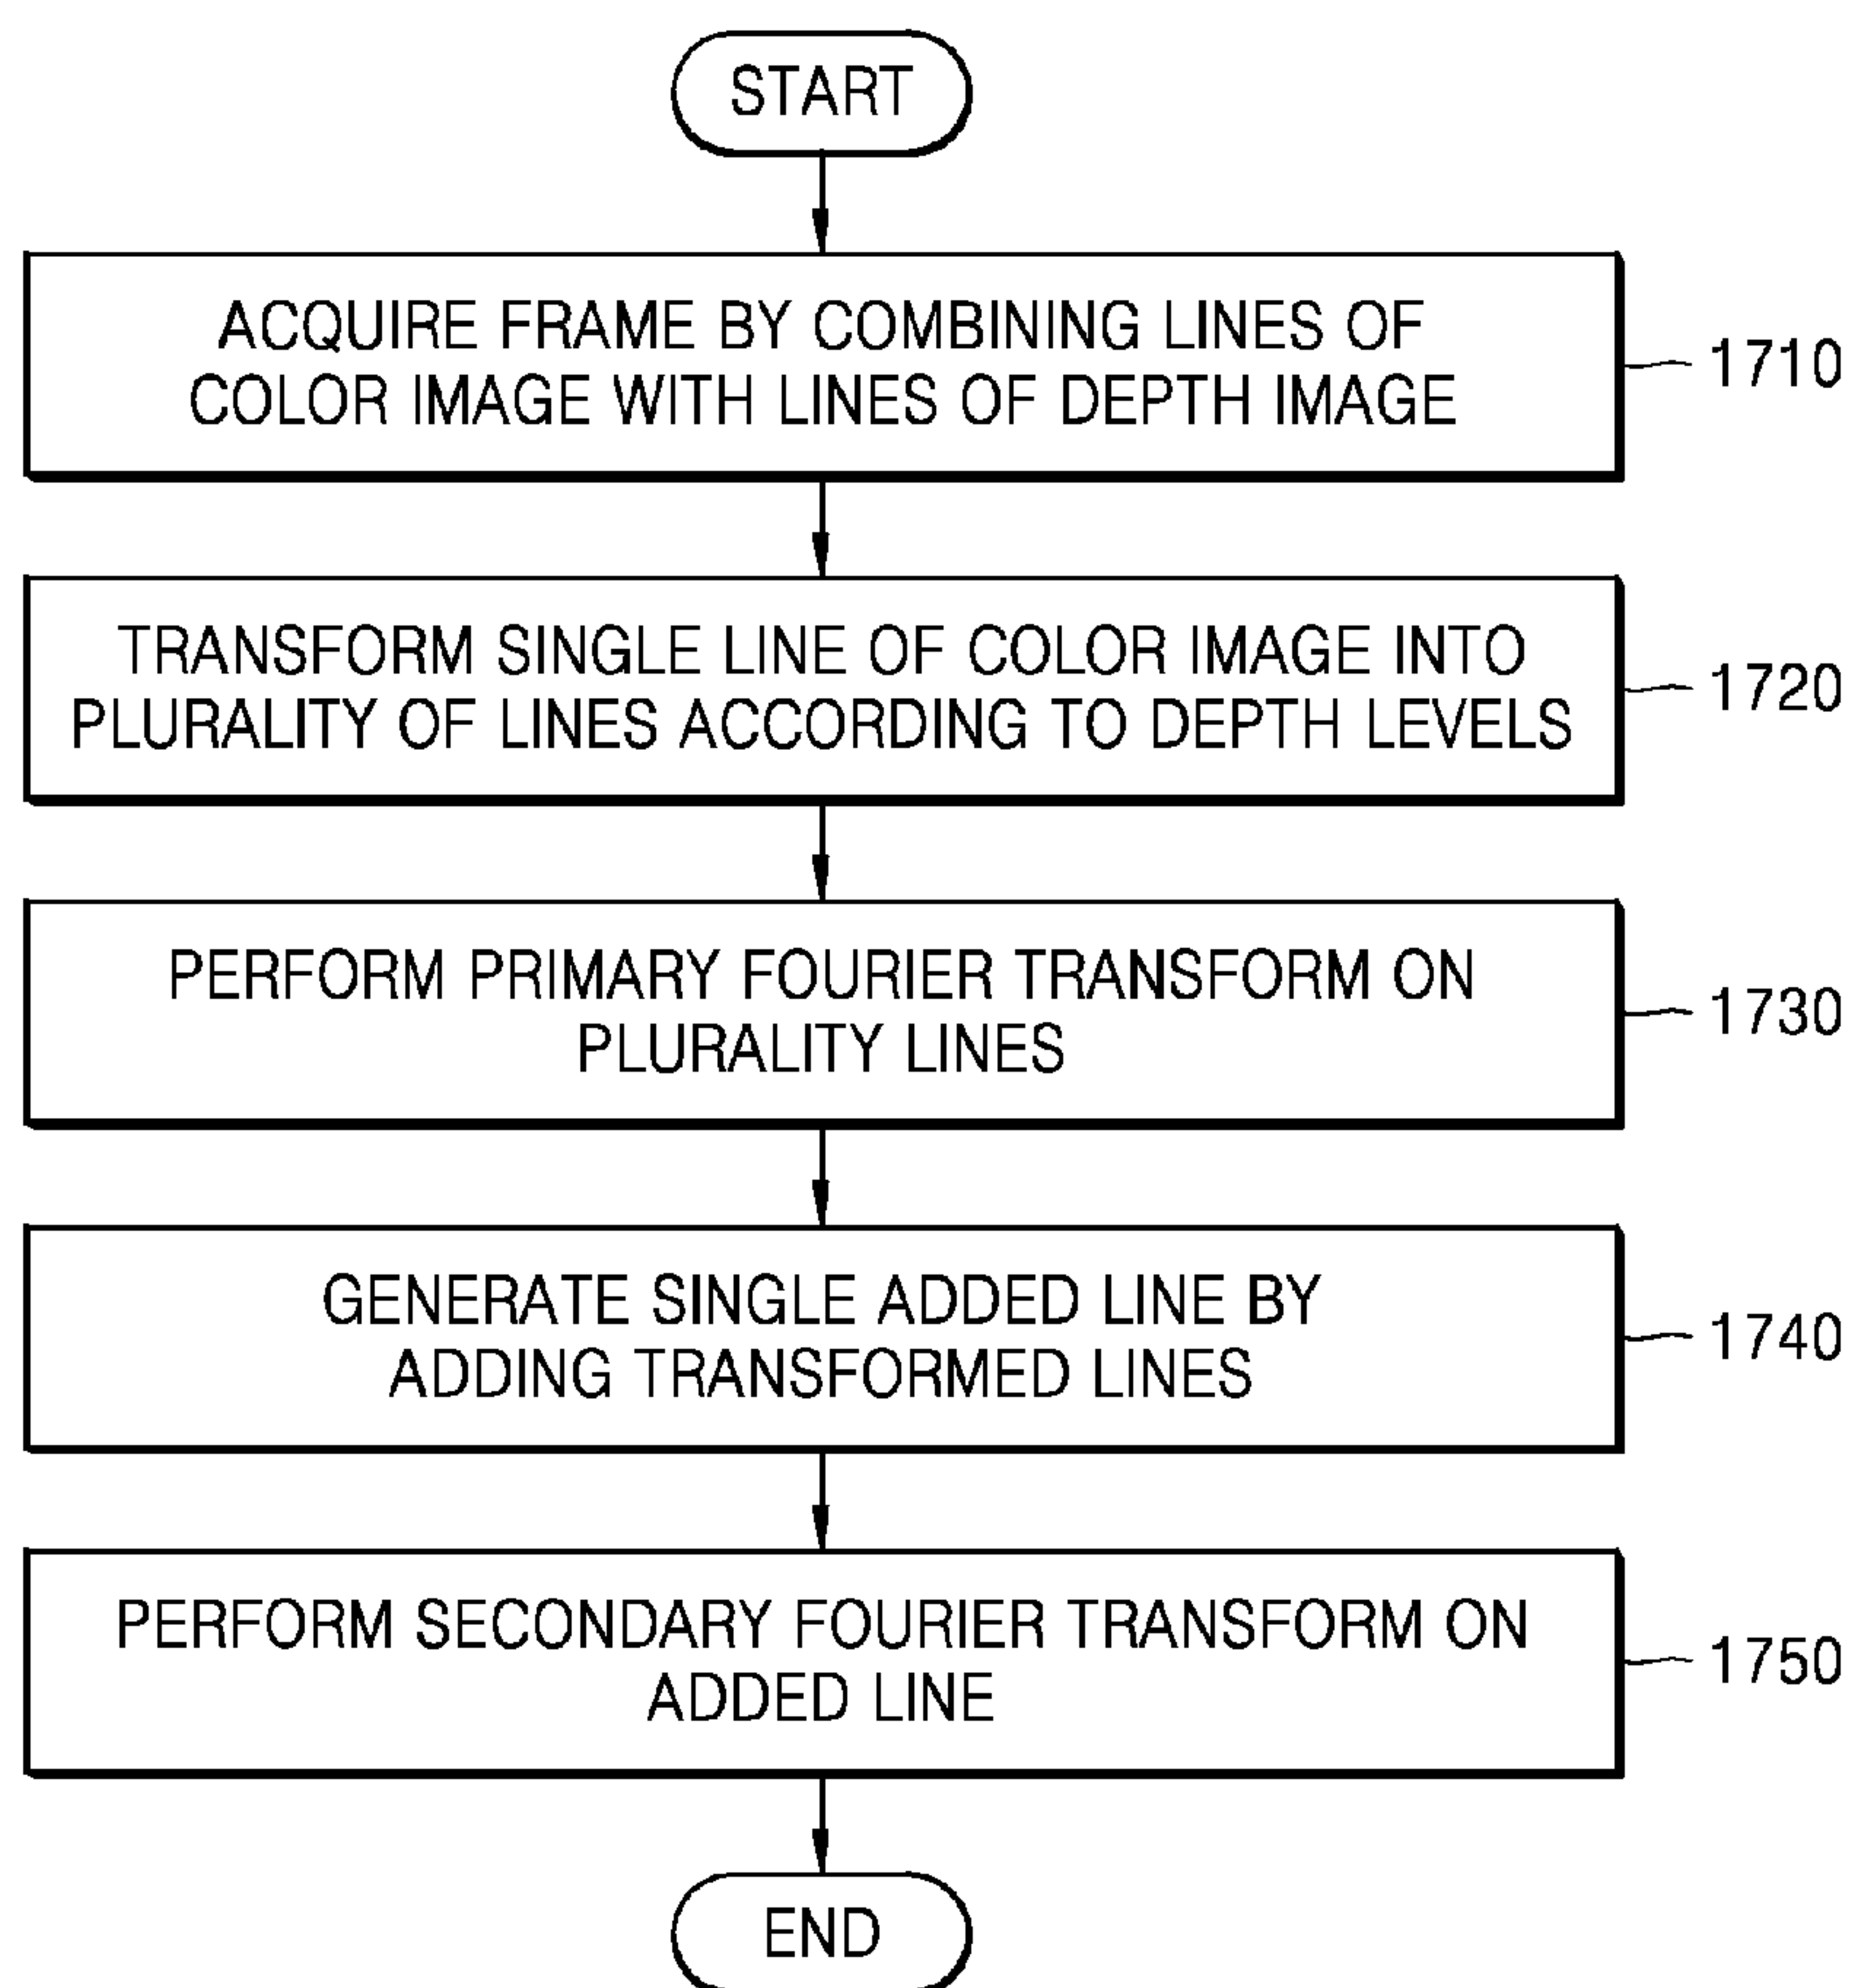 START
ACQUIRE FRAME BY COMBINING LINES OF
COLOR IMAGE WITH LINES OF DEPTH IMAGE
1710
TRANSFORM SINGLE LINE OF COLOR IMAGE INTO
PLURALITY OF LINES ACCORDING TO DEPTH LEVELS
1720
PERFORM PRIMARY FOURIER TRANSFORM ON
PLURALITY LINES
1730
GENERATE SINGLE ADDED LINE BY
ADDING TRANSFORMED LINES
1740
PERFORM SECONDARY FOURIER TRANSFORM ON
ADDED LINE
1750
END